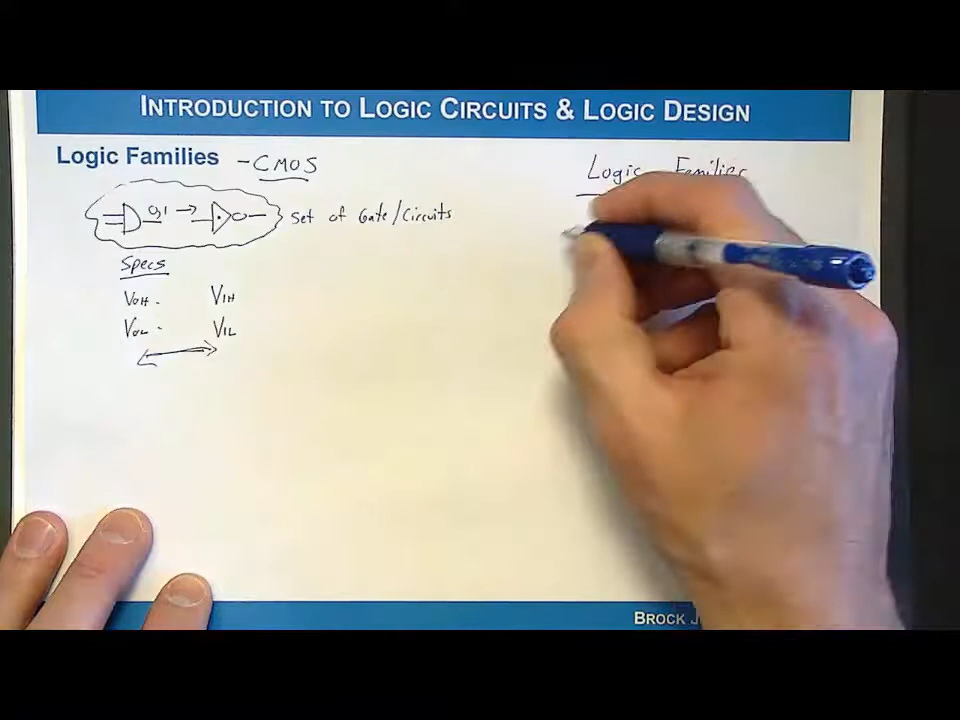 INTRODUCTION TO LOGIC CIRCUITS & LOGIC DESIGN
Logic Families - CMOS
Logic Families
Set of Gate/Circuits
Specs
VOH - VIH
VOL - VIL
BROCK J